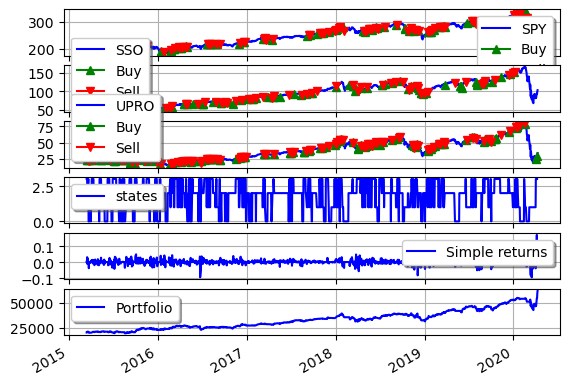 300
200
SPY
Buy
SSO
Buy
Sell
150
100
50
UPRO
Buy
Sell
75
50
25
2.5
0.0
states
0.1
0.0
−0.1
Simple returns
50000
25000
Portfolio
2015
2016
2017
2018
2019
2020